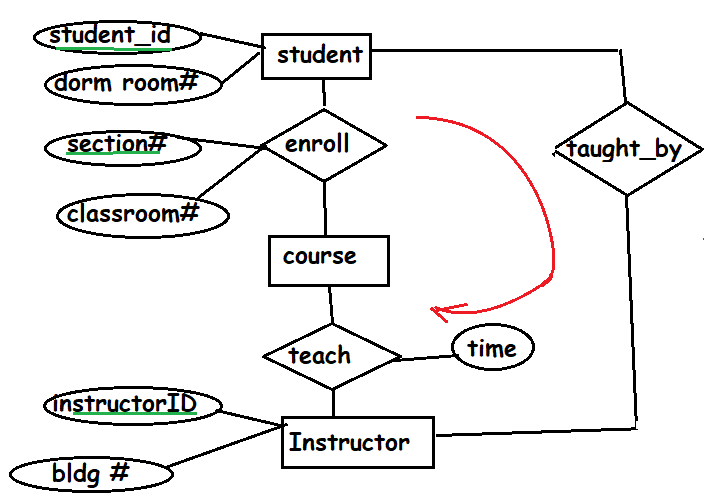 student_id
student
dorm room#
section#
enroll
taught_by
classroom#
course
teach
time
instructorID
Instructor
bldg #